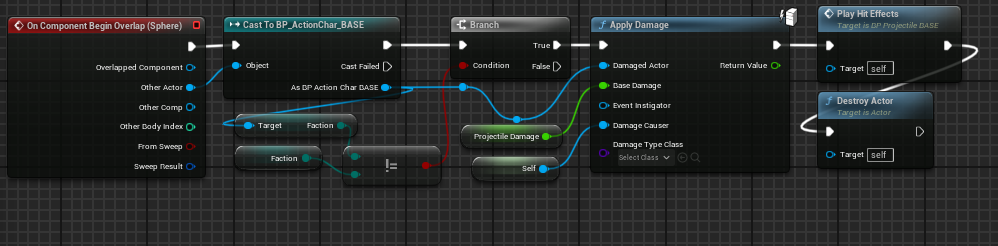 On Component Begin Overlap (Sphere)
Overlapped Component
Other Actor
Other Comp
Other Body Index
From Sweep
Sweep Result
Cast To BP_ActionChar_BASE
Object
Cast Failed
As BP Action Char BASE
Target
Faction
Faction
!=
Branch
True
Condition
False
Projectile Damage
Self
Apply Damage
Damaged Actor
Return Value
Base Damage
Event Instigator
Damage Causer
Damage Type Class
Select Class
Play Hit Effects
Target is BP Projectile BASE
Target self
Destroy Actor
Target is Actor
Target self